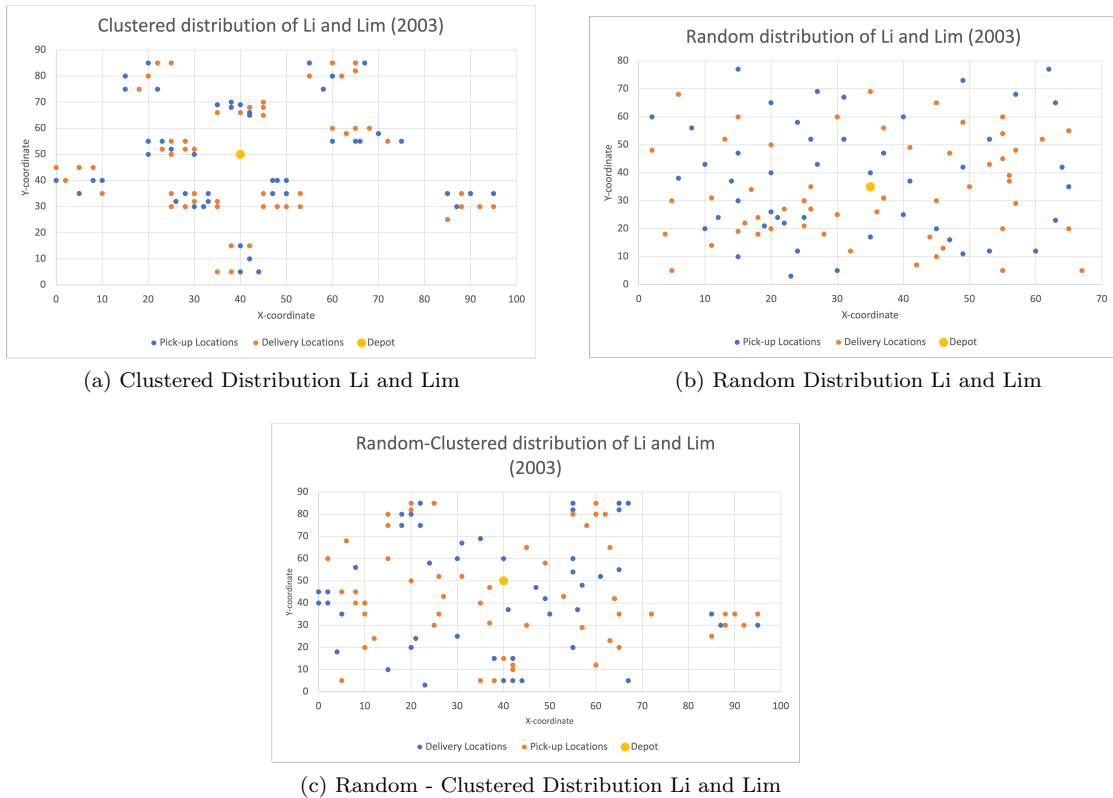 Clustered distribution of Li and Lim (2003)
90
80
70
60
50
40
30
20
10
0
Y-coordinate
0 10 20 30 40 50 60 70 80 90 100
X-coordinate
Pick-up Locations Delivery Locations Depot
(a) Clustered Distribution Li and Lim
Random distribution of Li and Lim (2003)
80
70
60
50
40
30
20
10
0
Y-coordinate
0 10 20 30 40 50 60 70
X-coordinate
Pick-up Locations Delivery Locations Depot
(b) Random Distribution Li and Lim
Random-Clustered distribution of Li and Lim
(2003)
90
80
70
60
50
40
30
20
10
0
Y-coordinate
0 10 20 30 40 50 60 70 80 90 100
X-coordinate
Delivery Locations Pick-up Locations Depot
(c) Random - Clustered Distribution Li and Lim